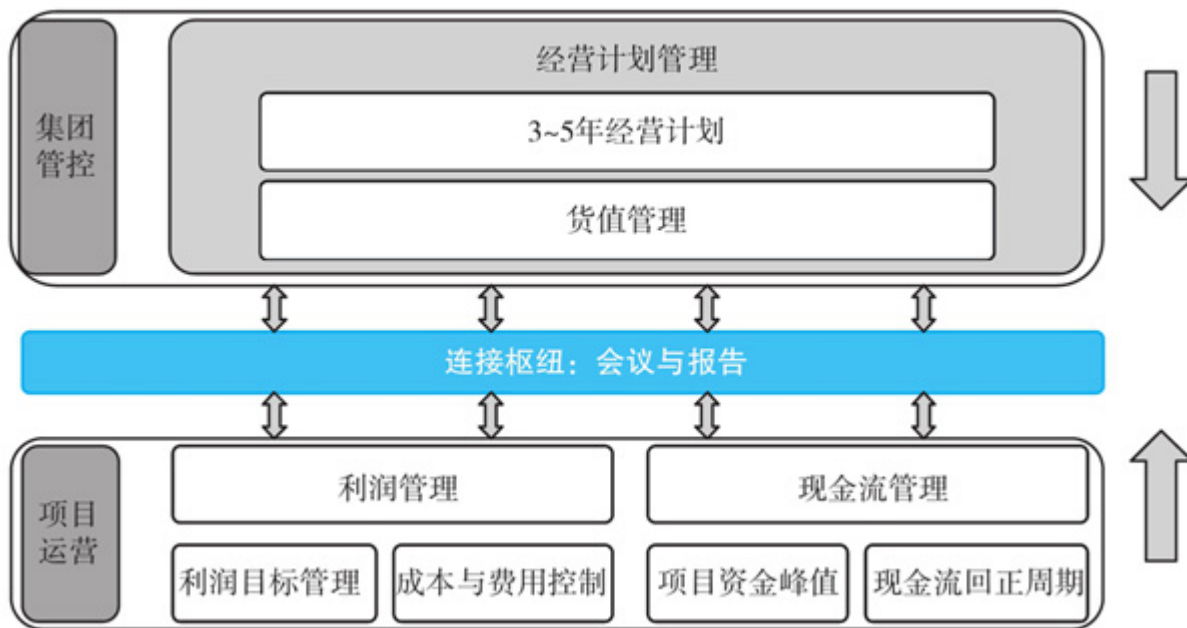 经营计划管理
集团
管控
3~5年经营计划
货值管理
连接枢纽：会议与报告
项目
运营
利润管理
现金流管理
利润目标管理
成本与费用控制
项目资金峰值
现金流回正周期